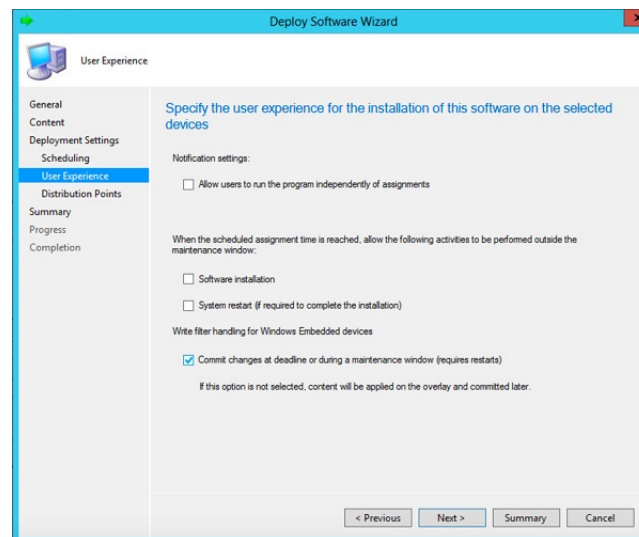 Deploy Software Wizard
User Experience
General
Content
Deployment Settings
Scheduling
User Experience
Distribution Points
Summary
Progress
Completion
Specify the user experience for the installation of this software on the selected
devices
Notification settings:
Allow users to run the program independently of assignments
When the scheduled assignment time is reached, allow the following activities to be performed outside the
maintenance window:
Software installation
System restart (if required to complete the installation)
Write filter handling for Windows Embedded devices
Commit changes at deadline or during a maintenance window (requires restarts)
If this option is not selected, content will be applied on the overlay and committed later.
< Previous
Next >
Summary
Cancel